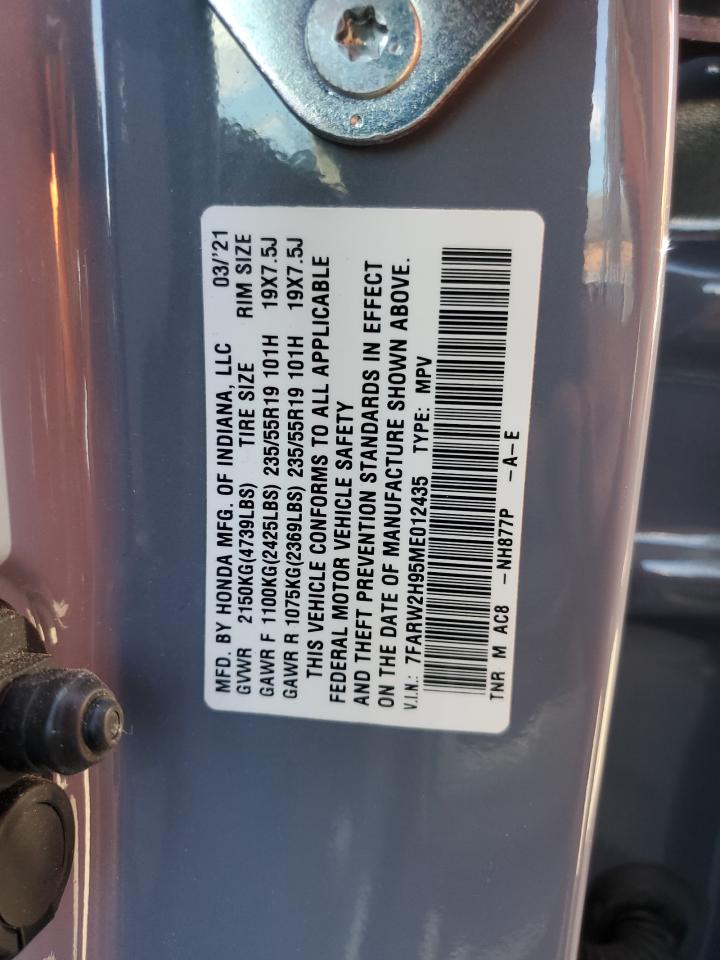 MFD. BY HONDA MFG. OF INDIANA, LLC 03/'21
GVWR 2150KG(4739LBS) TIRE SIZE RIM SIZE
GAWR F 1100KG(2425LBS) 235/55R19 101H 19X7.5J
GAWR R 1075KG(2369LBS) 235/55R19 101H 19X7.5J
THIS VEHICLE CONFORMS TO ALL APPLICABLE
FEDERAL MOTOR VEHICLE SAFETY
AND THEFT PREVENTION STANDARDS IN EFFECT
ON THE DATE OF MANUFACTURE SHOWN ABOVE.
V.I.N.: 7FARW2H95ME012435 TYPE: MPV
TNR M AC8 -NH877P -A-E